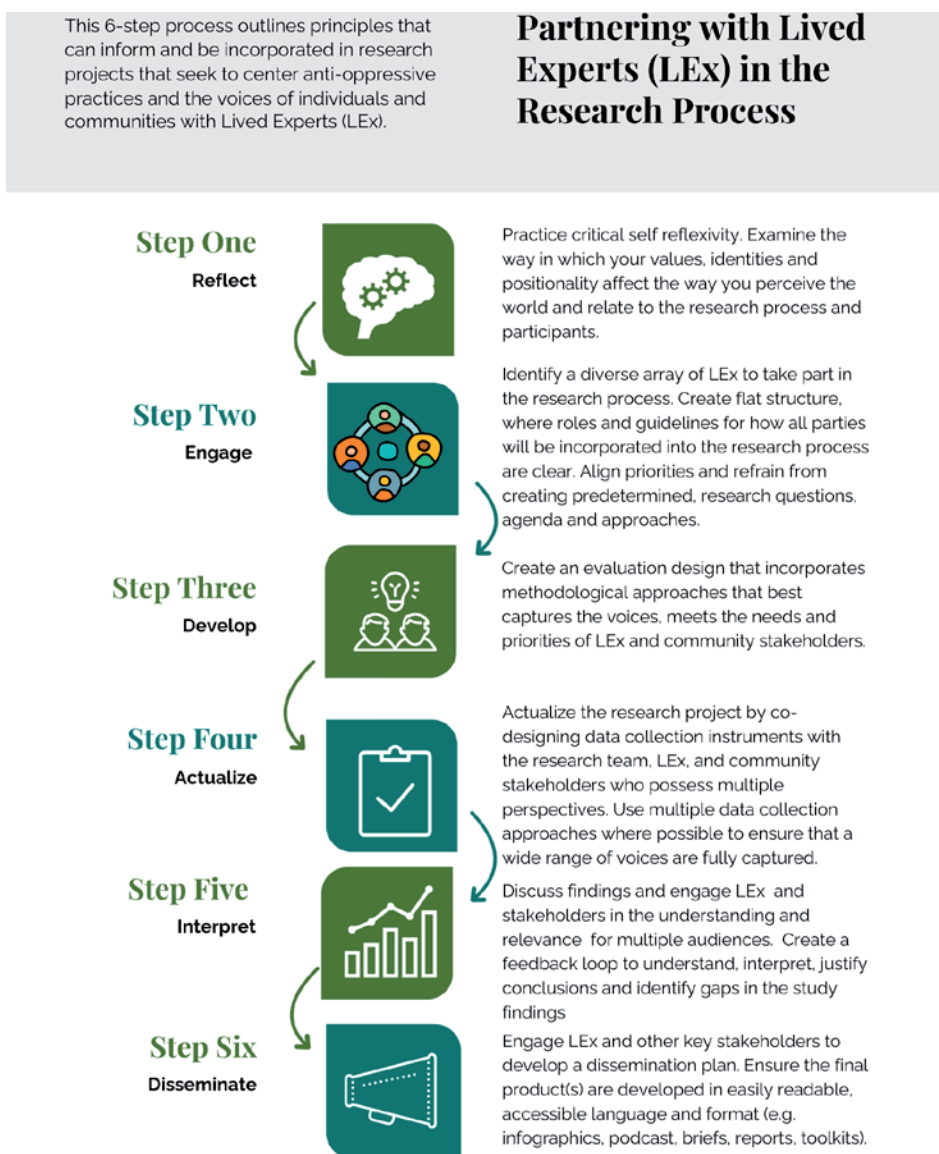 This 6-step process outlines principles that
can inform and be incorporated in research
projects that seek to center anti-oppressive
practices and the voices of individuals and
communities with Lived Experts (LEx).
Partnering with Lived
Experts (LEx) in the
Research Process
Step One
Reflect
Practice critical self reflexivity. Examine the
way in which your values, identities and
positionality affect the way you perceive the
world and relate to the research process and
participants.
Step Two
Engage
Identify a diverse array of LEx to take part in
the research process. Create flat structure,
where roles and guidelines for how all parties
will be incorporated into the research process
are clear. Align priorities and refrain from
creating predetermined, research questions,
agenda and approaches.
Step Three
Develop
Create an evaluation design that incorporates
methodological approaches that best
captures the voices, meets the needs and
priorities of LEx and community stakeholders.
Step Four
Actualize
Actualize the research project by co-
designing data collection instruments with
the research team, LEx, and community
stakeholders who possess multiple
perspectives. Use multiple data collection
approaches where possible to ensure that a
wide range of voices are fully captured.
Step Five
Interpret
Discuss findings and engage LEx and
stakeholders in the understanding and
relevance for multiple audiences. Create a
feedback loop to understand, interpret, justify
conclusions and identify gaps in the study
findings
Step Six
Disseminate
Engage LEx and other key stakeholders to
develop a dissemination plan. Ensure the final
product(s) are developed in easily readable,
accessible language and format (e.g.
infographics, podcast, briefs, reports, toolkits).